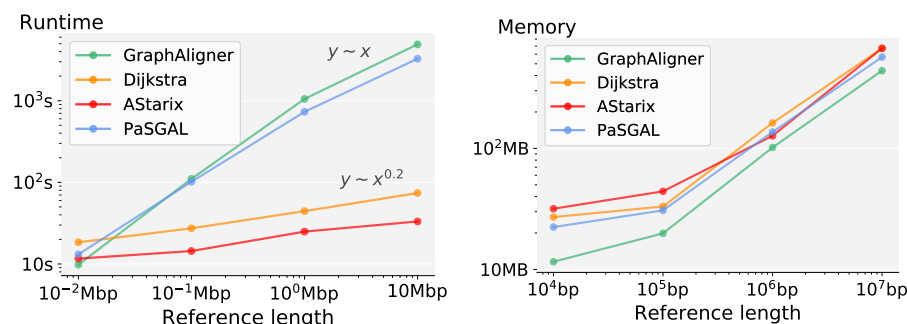 Runtime
GraphAligner
Dijkstra
AStarix
PaSGAL
y ~ x
y ~ x^0.2
10³s
10²s
10s
10⁻²Mbp 10⁻¹Mbp 10⁰Mbp 10Mbp
Reference length
Memory
GraphAligner
Dijkstra
AStarix
PaSGAL
10²MB
10MB
10⁴bp 10⁵bp 10⁶bp 10⁷bp
Reference length